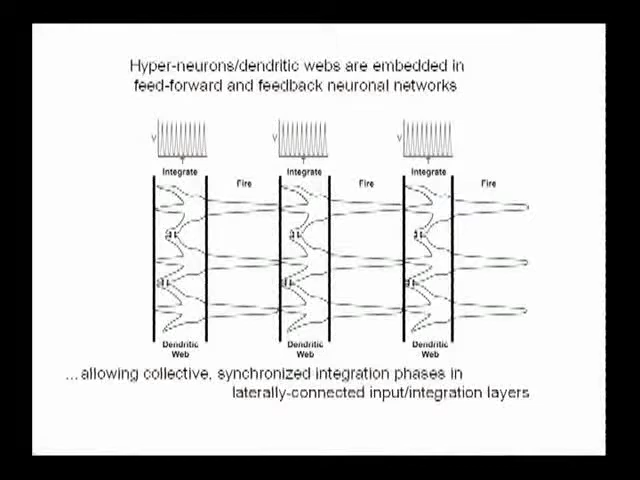 Hyper-neurons/dendritic webs are embedded in
feed-forward and feedback neuronal networks
V V V
Integrate Fire Integrate Fire Integrate Fire
Dendritic Dendritic Dendritic
Web Web Web
...allowing collective, synchronized integration phases in
laterally-connected input/integration layers